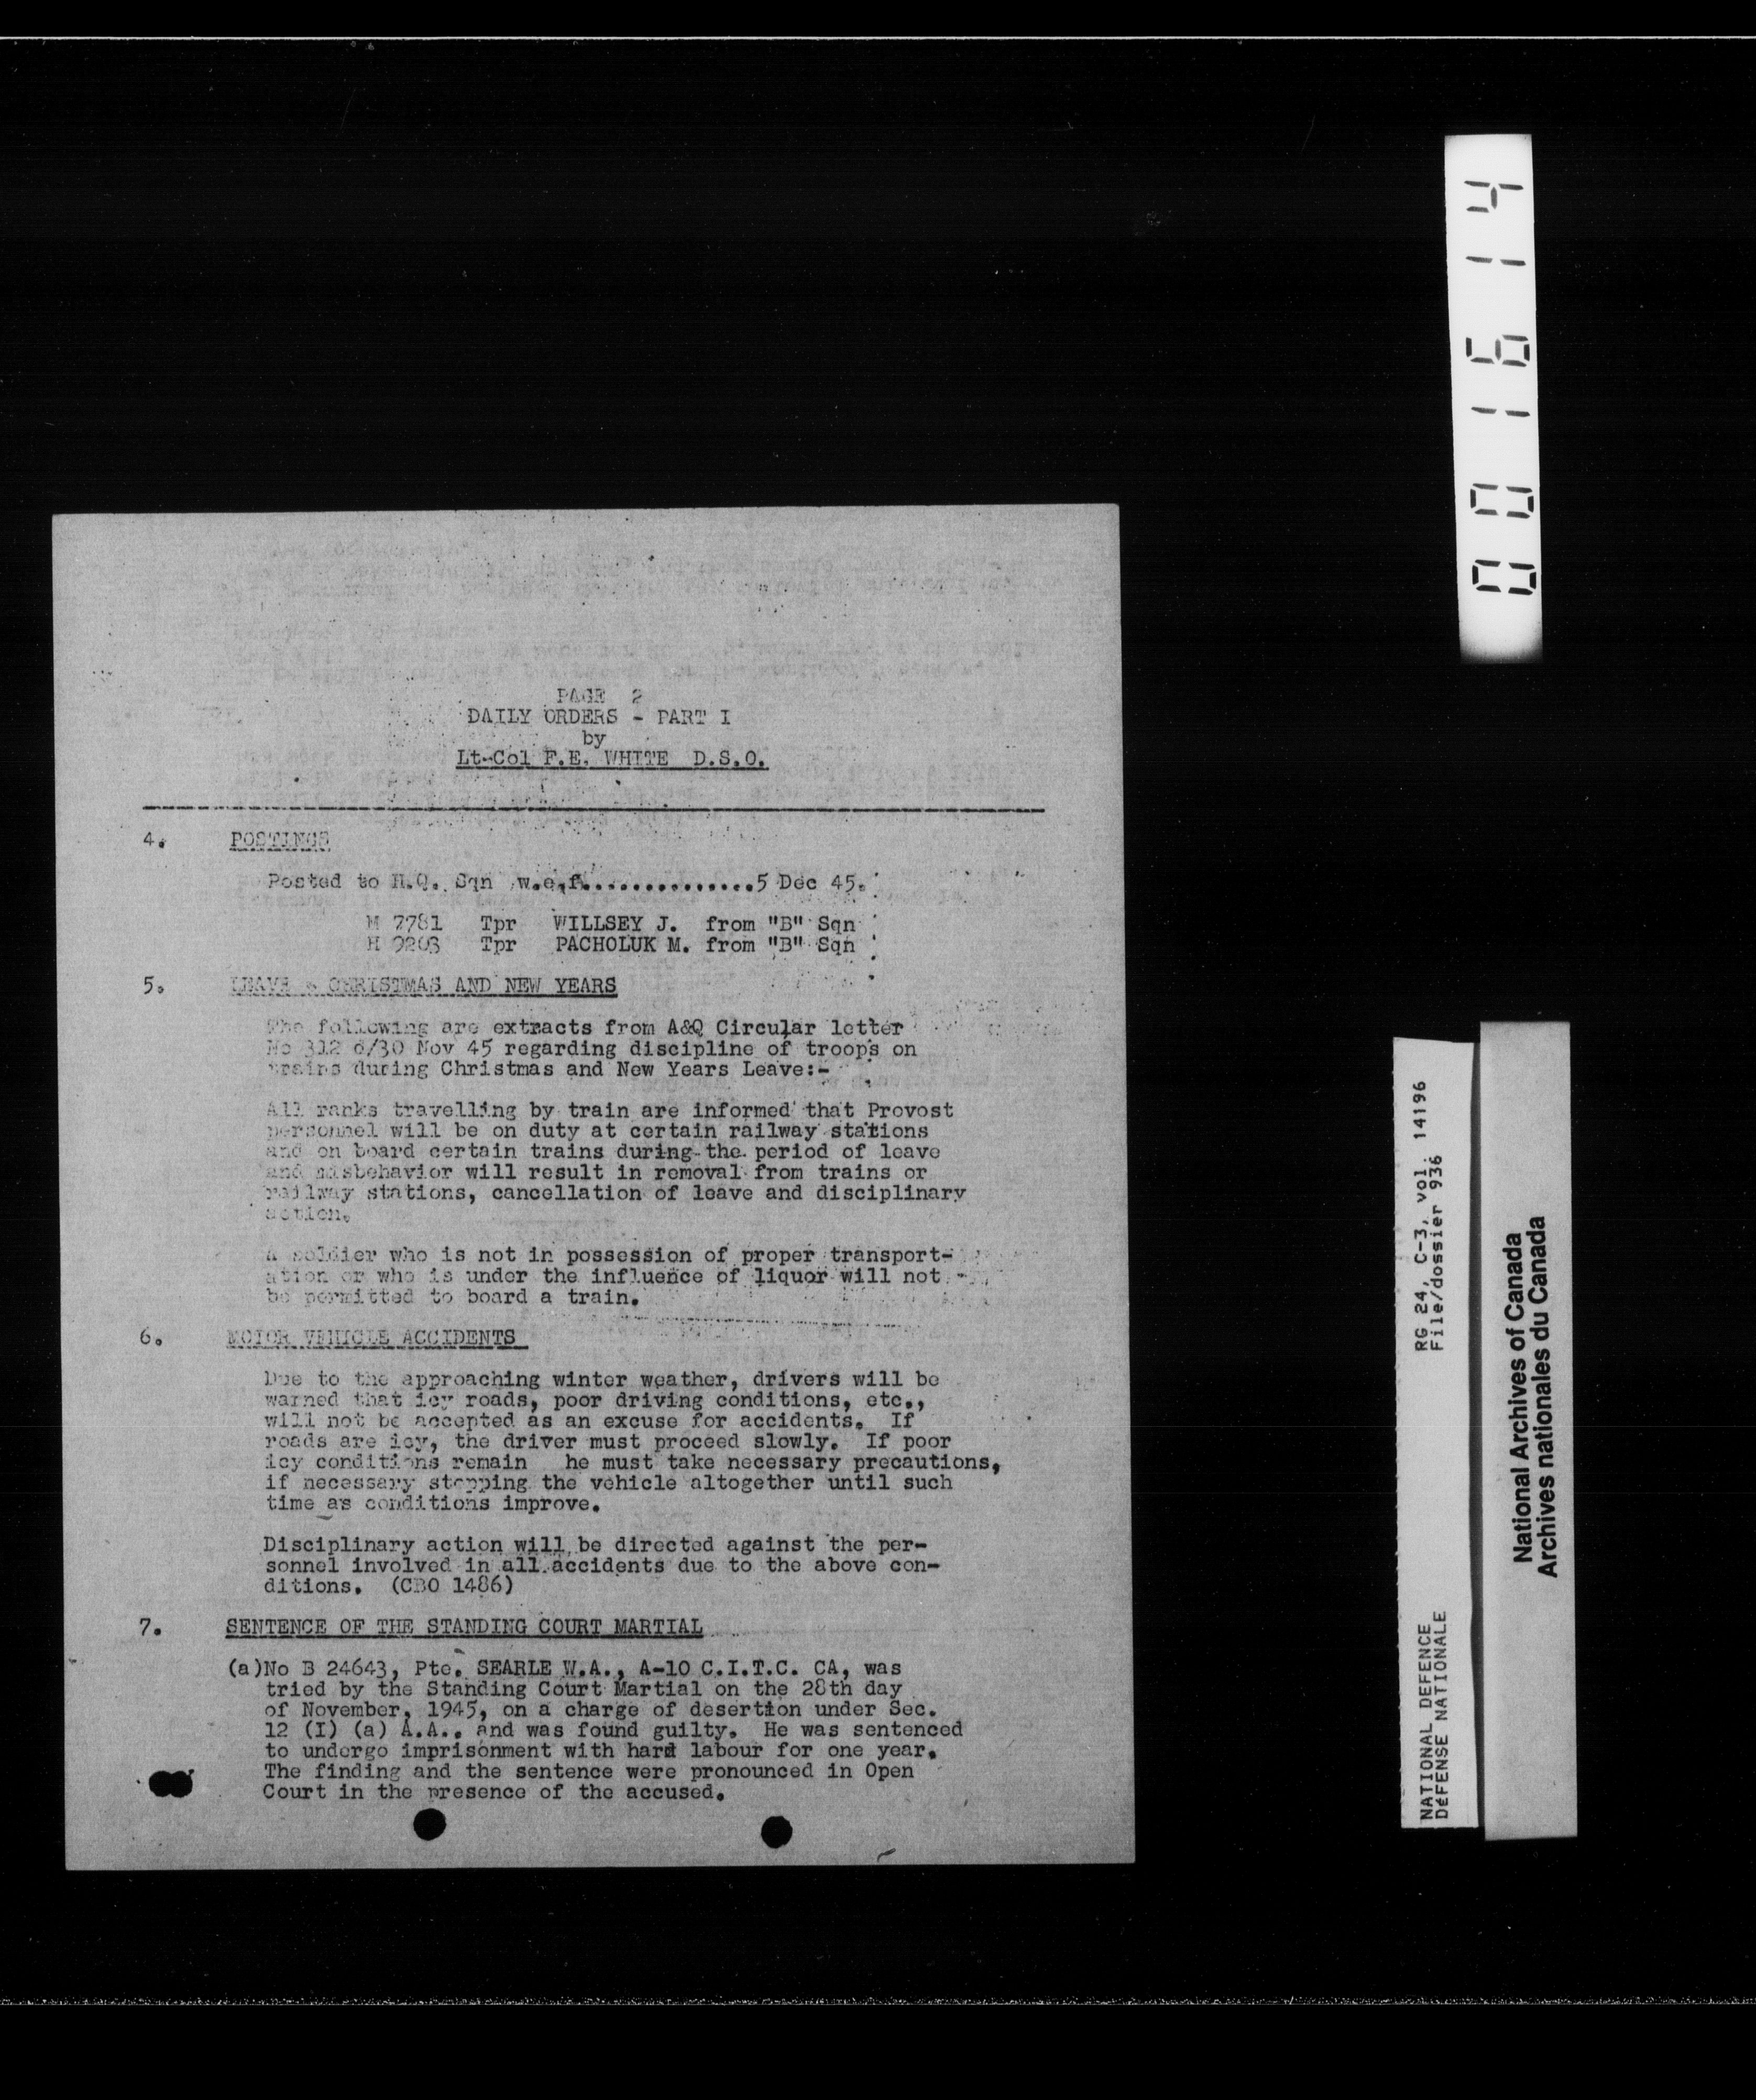 PAGE 2
DAILY ORDERS - PART I
by
Lt-Col F.E. WHITE D.S.O.
4. POSTINGS
Posted to H.Q. Sqn w.e.f...............5 Dec 45.
M 7781 Tpr WILLSEY J. from "B" Sqn
H 9203 Tpr PACHOLUK M. from "B" Sqn
5. LEAVE - CHRISTMAS AND NEW YEARS
The following are extracts from A&Q Circular letter
No 312 d/30 Nov 45 regarding discipline of troops on
trains during Christmas and New Years Leave:-
All ranks travelling by train are informed that Provost
personnel will be on duty at certain railway stations
and on board certain trains during the period of leave
and misbehavior will result in removal from trains or
railway stations, cancellation of leave and disciplinary
action.
A soldier who is not in possession of proper transport-
ation or who is under the influence of liquor will not
be permitted to board a train.
6. MOTOR VEHICLE ACCIDENTS
Due to the approaching winter weather, drivers will be
warned that icy roads, poor driving conditions, etc.,
will not be accepted as an excuse for accidents. If
roads are icy, the driver must proceed slowly. If poor
icy conditions remain he must take necessary precautions,
if necessary stopping the vehicle altogether until such
time as conditions improve.
Disciplinary action will be directed against the per-
sonnel involved in all accidents due to the above con-
ditions. (CBO 1486)
7. SENTENCE OF THE STANDING COURT MARTIAL
(a)No B 24643, Pte. SEARLE W.A., A-10 C.I.T.C. CA, was
tried by the Standing Court Martial on the 28th day
of November, 1945, on a charge of desertion under Sec.
12 (I) (a) A.A., and was found guilty. He was sentenced
to undergo imprisonment with hard labour for one year.
The finding and the sentence were pronounced in Open
Court in the presence of the accused.
001614
NATIONAL DEFENCE RG 24, C-3, vol. 14196
DéFENSE NATIONALE File/dossier 936
National Archives of Canada
Archives nationales du Canada